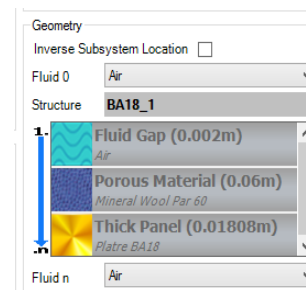 Geometry
Inverse Subsystem Location
Fluid 0 Air
Structure BA18_1
1.
Fluid Gap (0.002m)
Air
Porous Material (0.06m)
Mineral Wool Par 60
Thick Panel (0.01808m)
.n Platre BA18
Fluid n Air